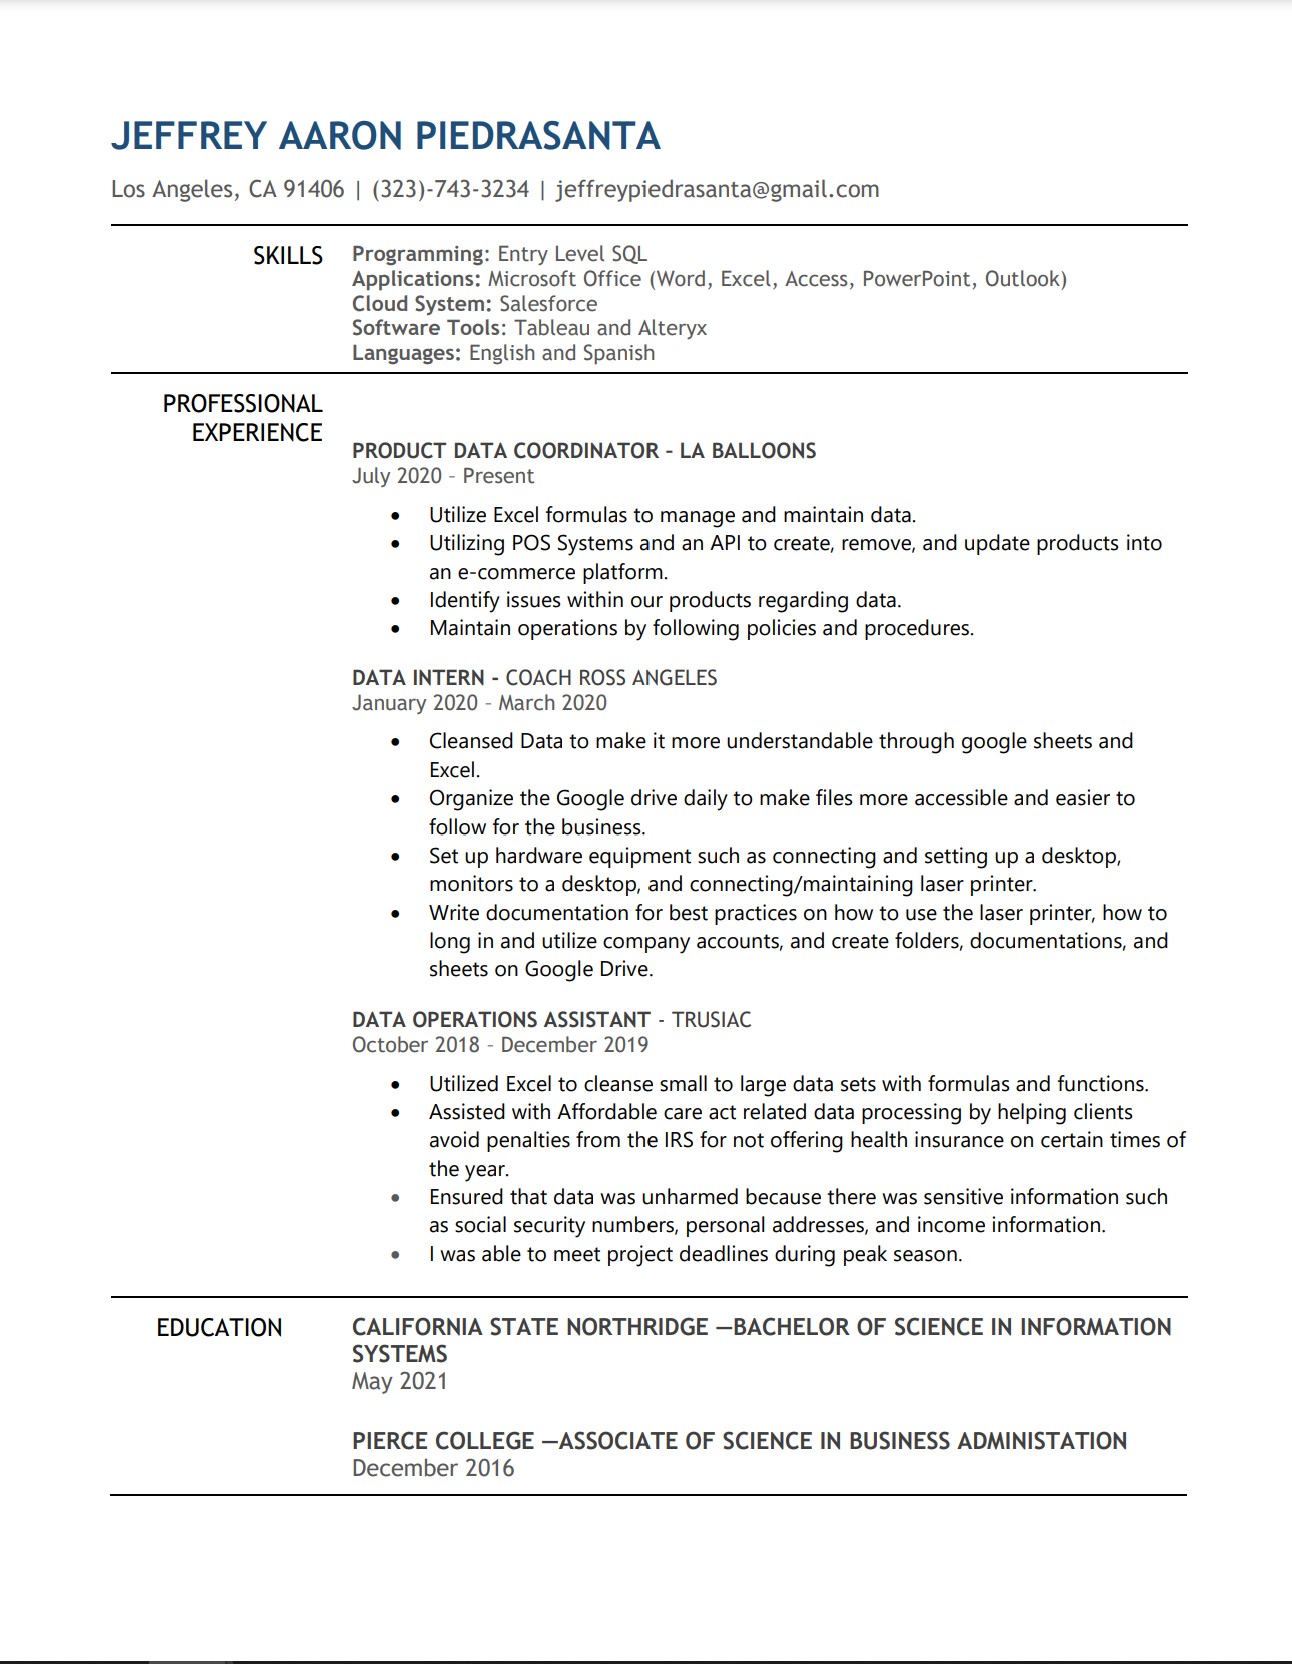 JEFFREY AARON PIEDRASANTA
Los Angeles, CA 91406 | (323)-743-3234 | jeffreypiedrasanta@gmail.com
SKILLS
Programming: Entry Level SQL
Applications: Microsoft Office (Word, Excel, Access, PowerPoint, Outlook)
Cloud System: Salesforce
Software Tools: Tableau and Alteryx
Languages: English and Spanish
PROFESSIONAL
EXPERIENCE
PRODUCT DATA COORDINATOR – LA BALLOONS
July 2020 – Present
• Utilize Excel formulas to manage and maintain data.
• Utilizing POS Systems and an API to create, remove, and update products into
an e-commerce platform.
• Identify issues within our products regarding data.
• Maintain operations by following policies and procedures.
DATA INTERN - COACH ROSS ANGELES
January 2020 – March 2020
• Cleansed Data to make it more understandable through google sheets and
Excel.
• Organize the Google drive daily to make files more accessible and easier to
follow for the business.
• Set up hardware equipment such as connecting and setting up a desktop,
monitors to a desktop, and connecting/maintaining laser printer.
• Write documentation for best practices on how to use the laser printer, how to
long in and utilize company accounts, and create folders, documentations, and
sheets on Google Drive.
DATA OPERATIONS ASSISTANT - TRUSIAC
October 2018 – December 2019
• Utilized Excel to cleanse small to large data sets with formulas and functions.
• Assisted with Affordable care act related data processing by helping clients
avoid penalties from the IRS for not offering health insurance on certain times of
the year.
• Ensured that data was unharmed because there was sensitive information such
as social security numbers, personal addresses, and income information.
• I was able to meet project deadlines during peak season.
EDUCATION
CALIFORNIA STATE NORTHRIDGE —BACHELOR OF SCIENCE IN INFORMATION
SYSTEMS
May 2021
PIERCE COLLEGE —ASSOCIATE OF SCIENCE IN BUSINESS ADMINISTATION
December 2016